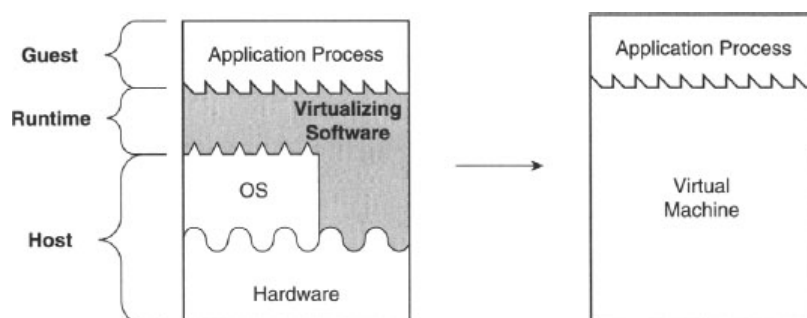 Guest
Application Process
Runtime
Virtualizing
Software
OS
Host
Hardware
Application Process
Virtual
Machine